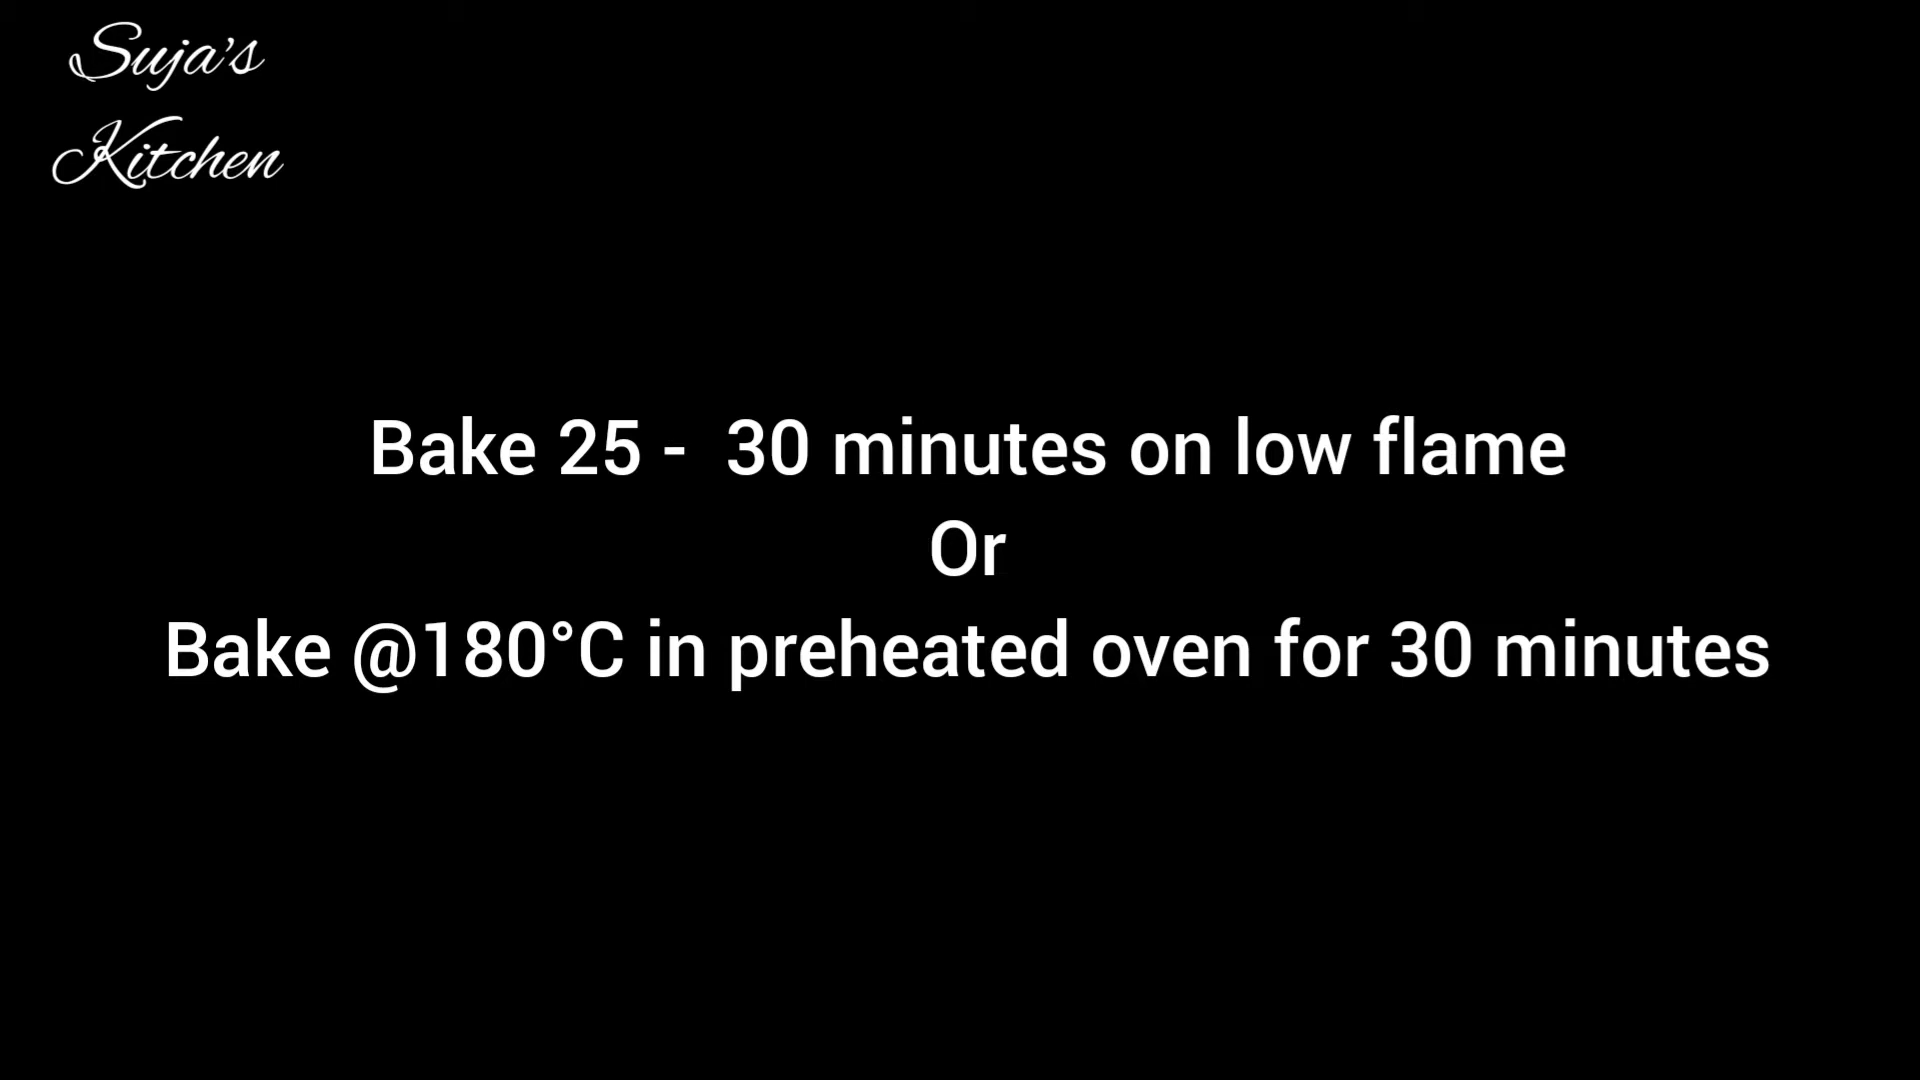 Suja's
Kitchen
Bake 25 -  30 minutes on low flame
Or
Bake @180°C in preheated oven for 30 minutes